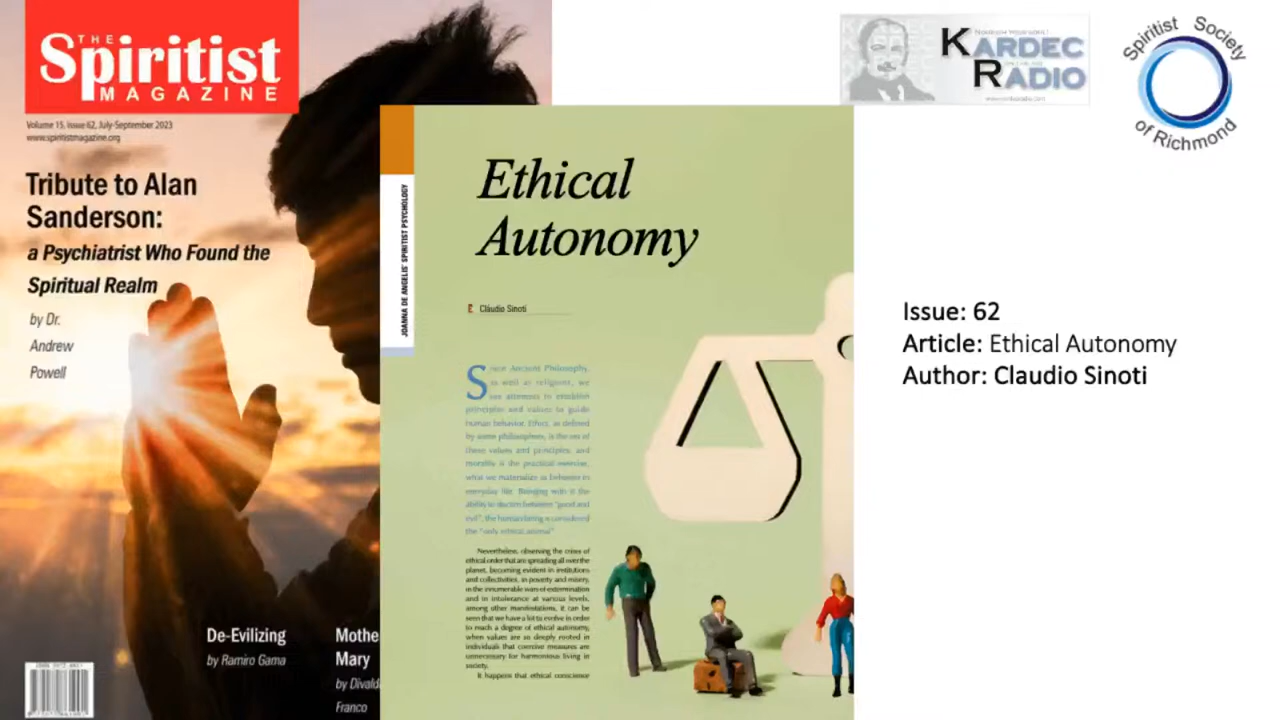 THE
Spiritist
MAGAZINE
Volume 15, Issue 62, July-September 2023
www.spiritistmagazine.org
Tribute to Alan
Sanderson:
a Psychiatrist Who Found the
Spiritual Realm
by Dr.
Andrew
Powell
De-Evilizing
by Ramiro Gama
Mothe
Mary
by Divald
Franco
JOANNA DE ANGELIS' SPIRITIST PSYCHOLOGY
Ethical
Autonomy
Cláudio Sinoti
Since Ancient Philosophy,
as well as religions, we
see attempts to establish
principles and values to guide
human behavior. Ethics, as defined
by some philosophers, is the set of
these values and principles, and
morality is the practical exercise,
what we materialize as behavior in
everyday life. Bringing with it the
ability to discern between "good and
evil", the human being is considered
the "only ethical animal"
Nevertheless, observing the crises of
ethical order that are spreading all over the
planet, becoming evident in institutions
and collectivities, in poverty and misery,
in the innumerable wars of extermination
and in intolerance at various levels,
among other manifestations, it can be
seen that we have a lot to evolve in order
to reach a degree of ethical autonomy,
when values are so deeply rooted in
individuals that coercive measures are
unnecessary for harmonious living in
society.
It happens that ethical conscience
KARDEC
RADIO
www.kardecradio.com
Spiritist Society
of Richmond
Issue: 62
Article: Ethical Autonomy
Author: Claudio Sinoti